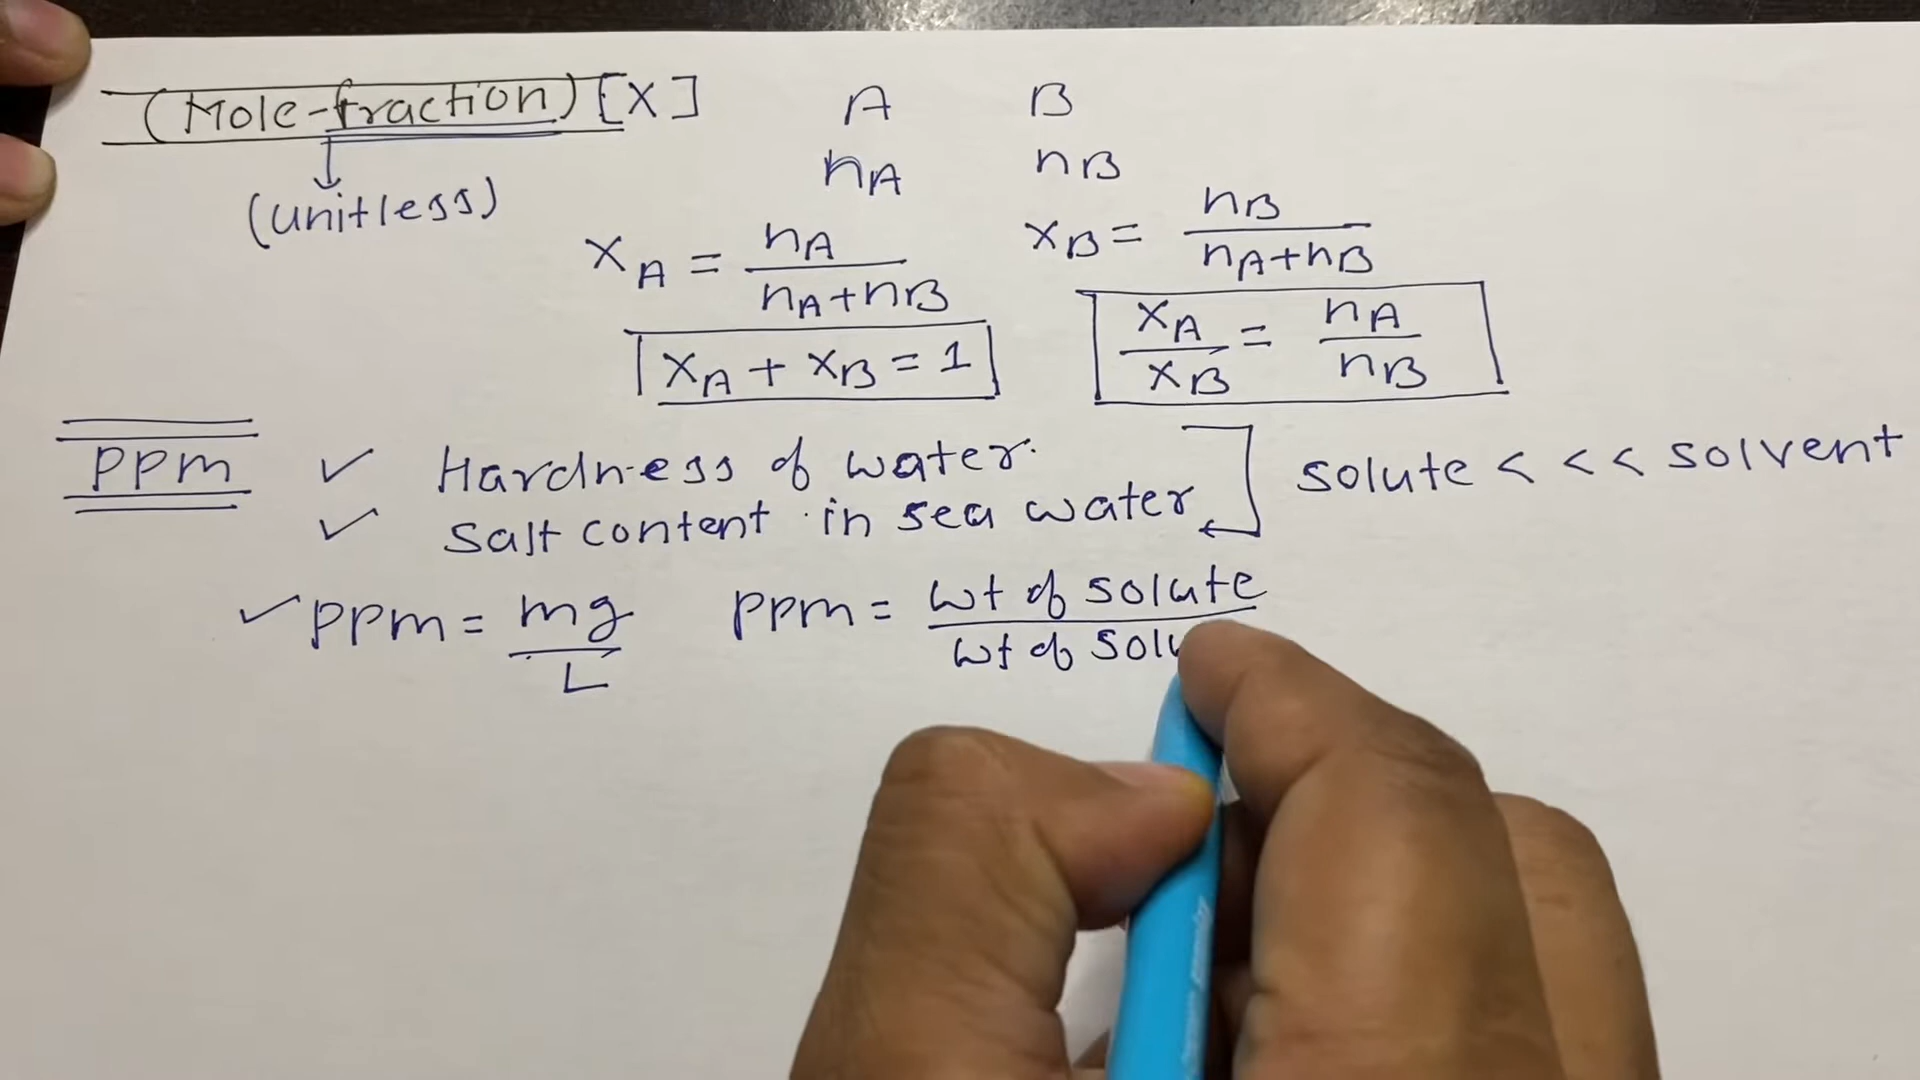 (Mole-fraction) [X] A B
(unitless) nA nB
xA = nA / nA+nB xB = nB / nA+nB
xA + xB = 1 xA / xB = nA / nB
PPm ✓ Hardness of water.
✓ Salt content in sea water solute < << solvent
✓ PPm = mg / L PPm = wt of solute / wt of solu